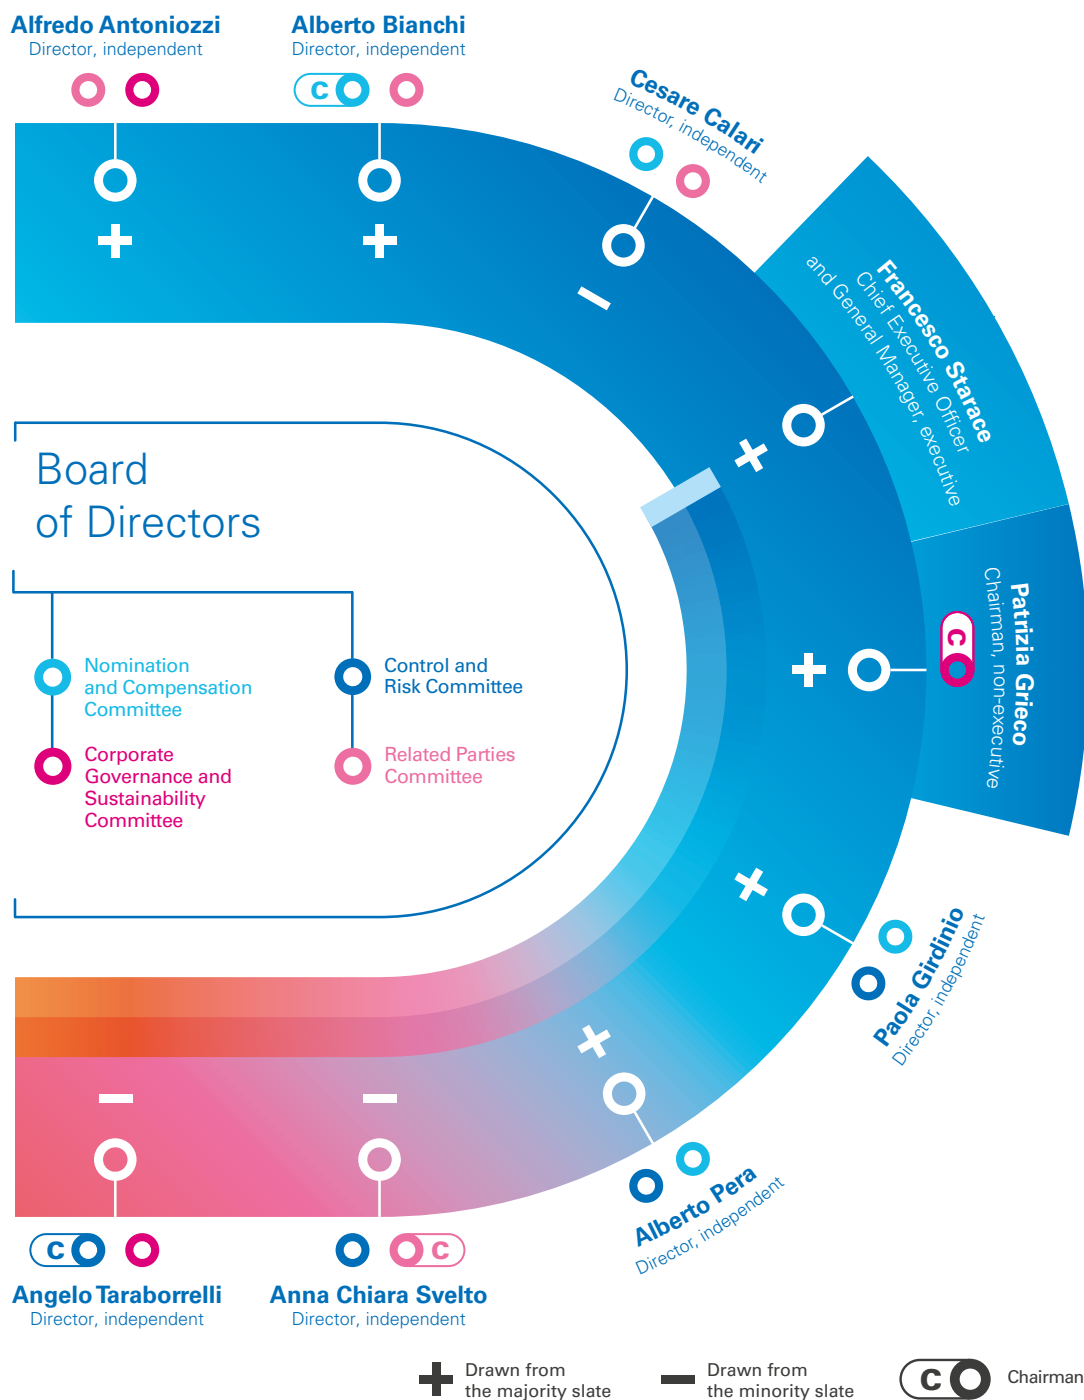 Alfredo Antoniozzi
Director, independent
Alberto Bianchi
Director, independent
C
Cesare Calari
Director, independent
Francesco Starace
Chief Executive Officer
and General Manager, executive
Patrizia Grieco
Chairman, non-executive
C
Board
of Directors
Nomination
and Compensation
Committee
Corporate
Governance and
Sustainability
Committee
Control and
Risk Committee
Related Parties
Committee
Paola Girdinio
Director, independent
Alberto Pera
Director, independent
C
Angelo Taraborrelli
Director, independent
C
Anna Chiara Svelto
Director, independent
Drawn from
the majority slate
Drawn from
the minority slate
C
Chairman